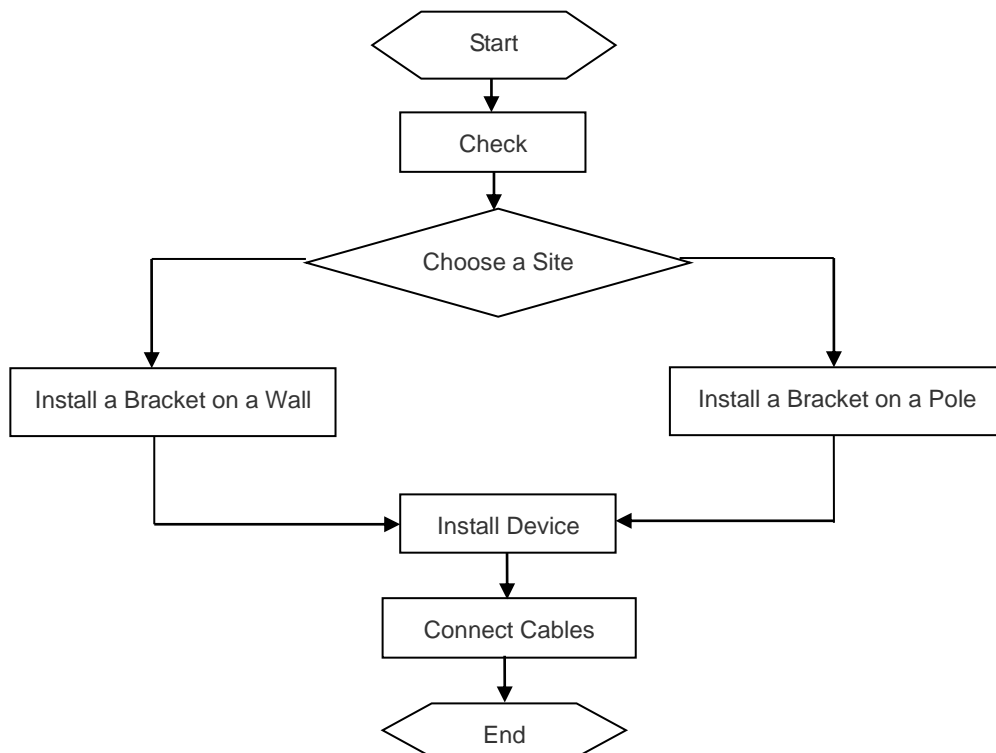 Start
Check
Choose a Site
Install a Bracket on a Wall
Install a Bracket on a Pole
Install Device
Connect Cables
End